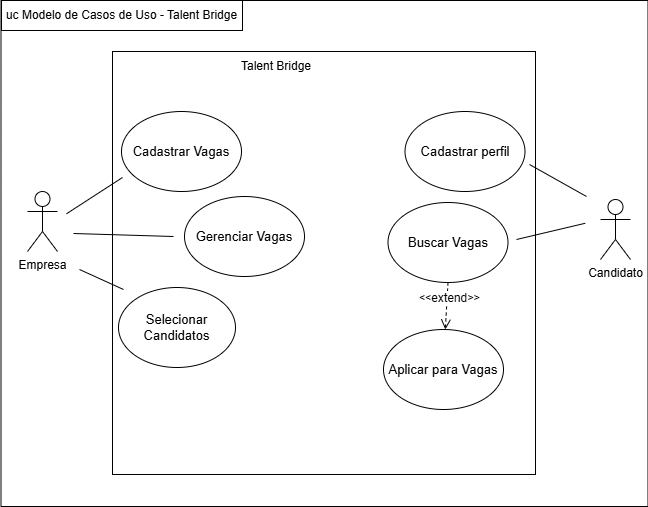 uc Modelo de Casos de Uso - Talent Bridge
Talent Bridge
Cadastrar Vagas
Cadastrar perfil
Gerenciar Vagas
Buscar Vagas
Empresa
Candidato
<<extend>>
Selecionar
Candidatos
Aplicar para Vagas